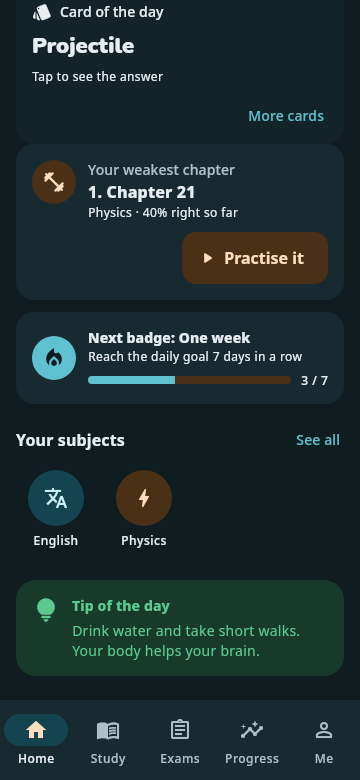 Card of the day
Projectile
Tap to see the answer
More cards
Your weakest chapter
1. Chapter 21
Physics · 40% right so far
Practise it
Next badge: One week
Reach the daily goal 7 days in a row
3 / 7
Your subjects
See all
English
Physics
Tip of the day
Drink water and take short walks.
Your body helps your brain.
Home
Study
Exams
Progress
Me